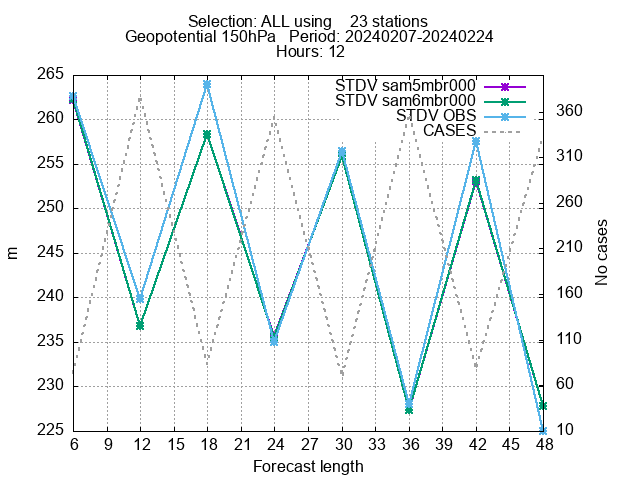 Selection: ALL using    23 stations
Geopotential 150hPa   Period: 20240207-20240224
Hours: 12
STDV sam5mbr000
STDV sam6mbr000
STDV OBS
CASES
265
260
255
250
245
240
235
230
225
m
360
310
260
210
160
110
60
10
No cases
6 9 12 15 18 21 24 27 30 33 36 39 42 45 48
Forecast length